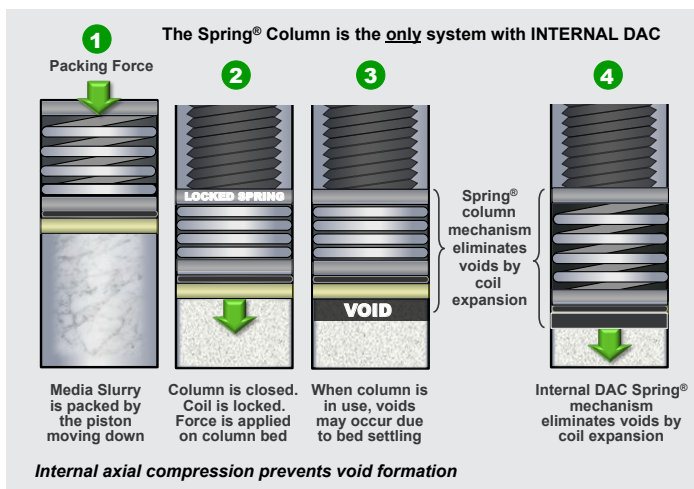 The Spring® Column is the only system with INTERNAL DAC
1
Packing Force
2
3
4
LOCKED SPRING
VOID
Spring®
column
mechanism
eliminates
voids by
coil
expansion
Media Slurry
is packed by
the piston
moving down
Column is closed.
Coil is locked.
Force is applied
on column bed
When column is
in use, voids
may occur due
to bed settling
Internal DAC Spring®
mechanism
eliminates voids by
coil expansion
Internal axial compression prevents void formation